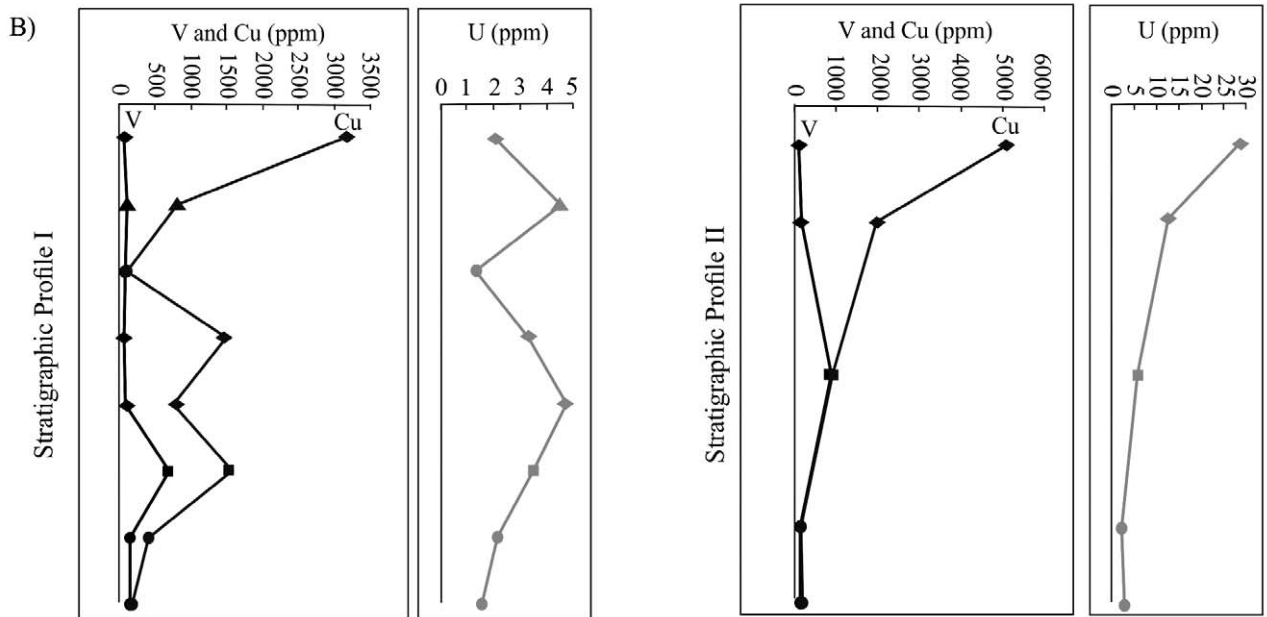 B)
V and Cu (ppm)
0 500 1000 1500 2000 2500 3000 3500
V
Cu
Stratigraphic Profile I
U (ppm)
0 1 2 3 4 5
V and Cu (ppm)
0 1000 2000 3000 4000 5000 6000
V
Cu
Stratigraphic Profile II
U (ppm)
0 5 10 15 20 25 30